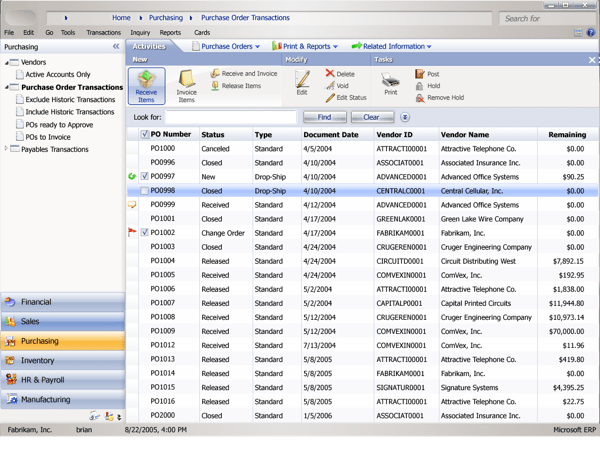 Home Purchasing Purchase Order Transactions
Search for
File Edit Go Tools Transactions Inquiry Reports Cards
Purchasing
Vendors
Active Accounts Only
Purchase Order Transactions
Exclude Historic Transactions
Include Historic Transactions
POs ready to Approve
POs to Invoice
Payables Transactions
Financial
Sales
Purchasing
Inventory
HR & Payroll
Manufacturing
Activities Purchase Orders Print & Reports Related Information
New Modify Tasks
Receive Items
Invoice Items
Receive and Invoice
Release Items
Edit
Delete
Void
Edit Status
Print
Post
Hold
Remove Hold
Look for: Find Clear
PO Number Status Type Document Date Vendor ID Vendor Name Remaining
PO1000 Canceled Standard 4/5/2004 ATTRACTI00001 Attractive Telephone Co. $0.00
PO0996 Closed Standard 4/10/2004 ASSOCIAT0001 Associated Insurance Inc. $0.00
PO0997 New Drop-Ship 4/10/2004 ADVANCED0001 Advanced Office Systems $90.25
PO0998 Closed Drop-Ship 4/10/2004 CENTRALC0001 Central Cellular, Inc. $0.00
PO0999 Received Standard 4/12/2004 ADVANCED0001 Advanced Office Systems $0.00
PO1001 Closed Standard 4/17/2004 GREENLAK0001 Green Lake Wire Company $0.00
PO1002 Change Order Standard 4/17/2004 FABRIKAM0001 Fabrikam, Inc. $0.00
PO1003 Closed Standard 4/24/2004 CRUGEREN0001 Cruger Engineering Company $0.00
PO1004 Released Standard 4/24/2004 CIRCUITD0001 Circuit Distributing West $7,892.15
PO1005 Received Standard 4/24/2004 COMVEXIN0001 ComVex, Inc. $192.95
PO1006 Released Standard 5/2/2004 ATTRACTI00001 Attractive Telephone Co. $1,838.00
PO1007 Released Standard 5/2/2004 CAPITALP0001 Capital Printed Circuits $11,944.80
PO1008 Received Standard 5/12/2004 CRUGEREN0001 Cruger Engineering Company $10,973.14
PO1009 Received Standard 5/12/2004 COMVEXIN0001 ComVex, Inc. $70,000.00
PO1012 Received Standard 7/13/2004 COMVEXIN0001 ComVex, Inc. $11.96
PO1013 Released Standard 5/8/2005 ATTRACTI00001 Attractive Telephone Co. $419.80
PO1014 Released Standard 5/8/2005 FABRIKAM0001 Fabrikam, Inc. $0.00
PO1015 Released Standard 5/8/2005 SIGNATUR0001 Signature Systems $4,395.25
PO1016 Released Standard 5/8/2005 ATTRACTI00001 Attractive Telephone Co. $22.75
PO2000 Closed Standard 1/5/2006 ASSOCIAT0001 Associated Insurance Inc. $0.00
Fabrikam, Inc. brian 8/22/2005, 4:00 PM Microsoft ERP